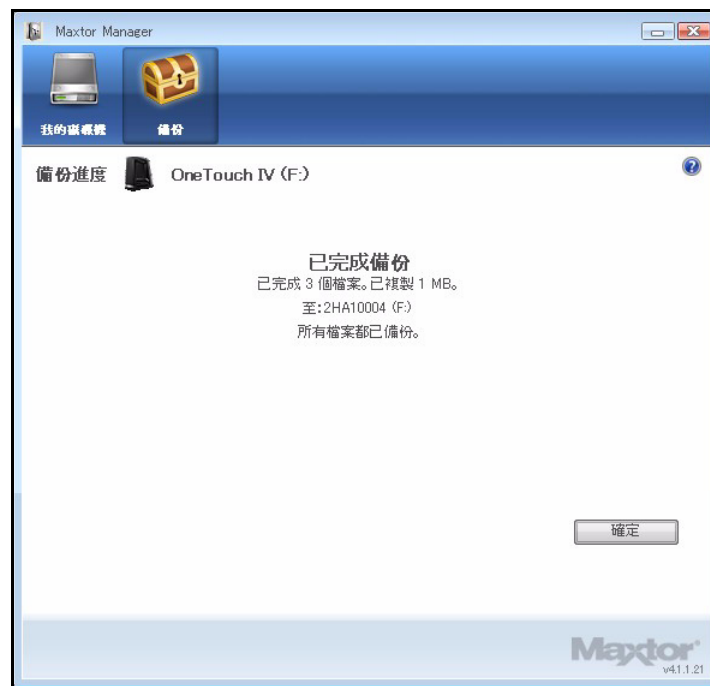 Maxtor Manager
我的磁碟機
備份
備份進度
OneTouch IV (F:)
已完成備份
已完成 3 個檔案。已複製 1 MB。
至:2HA10004 (F:)
所有檔案都已備份。
確定
Maxtor
v4.1.1.21